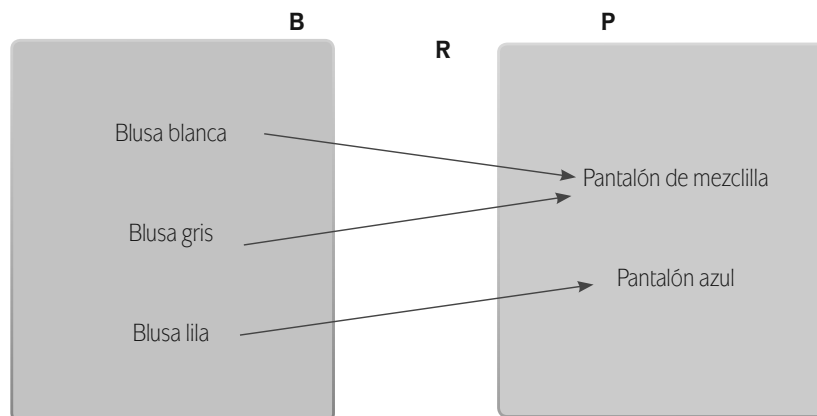 B
R
P
Blusa blanca
Blusa gris
Blusa lila
Pantalón de mezclilla
Pantalón azul